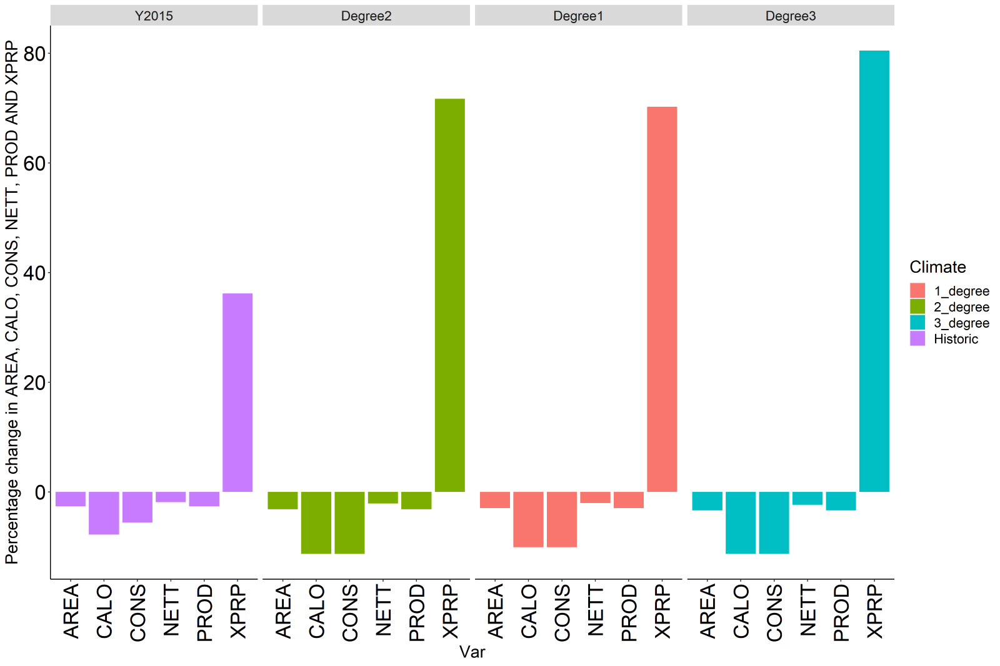 Y2015
Degree2
Degree1
Degree3
Percentage change in AREA, CALO, CONS, NETT, PROD AND XPRP
80
60
40
20
0
AREA
CALO
CONS
NETT
PROD
XPRP
AREA
CALO
CONS
NETT
PROD
XPRP
AREA
CALO
CONS
NETT
PROD
XPRP
AREA
CALO
CONS
NETT
PROD
XPRP
Var
Climate
1_degree
2_degree
3_degree
Historic